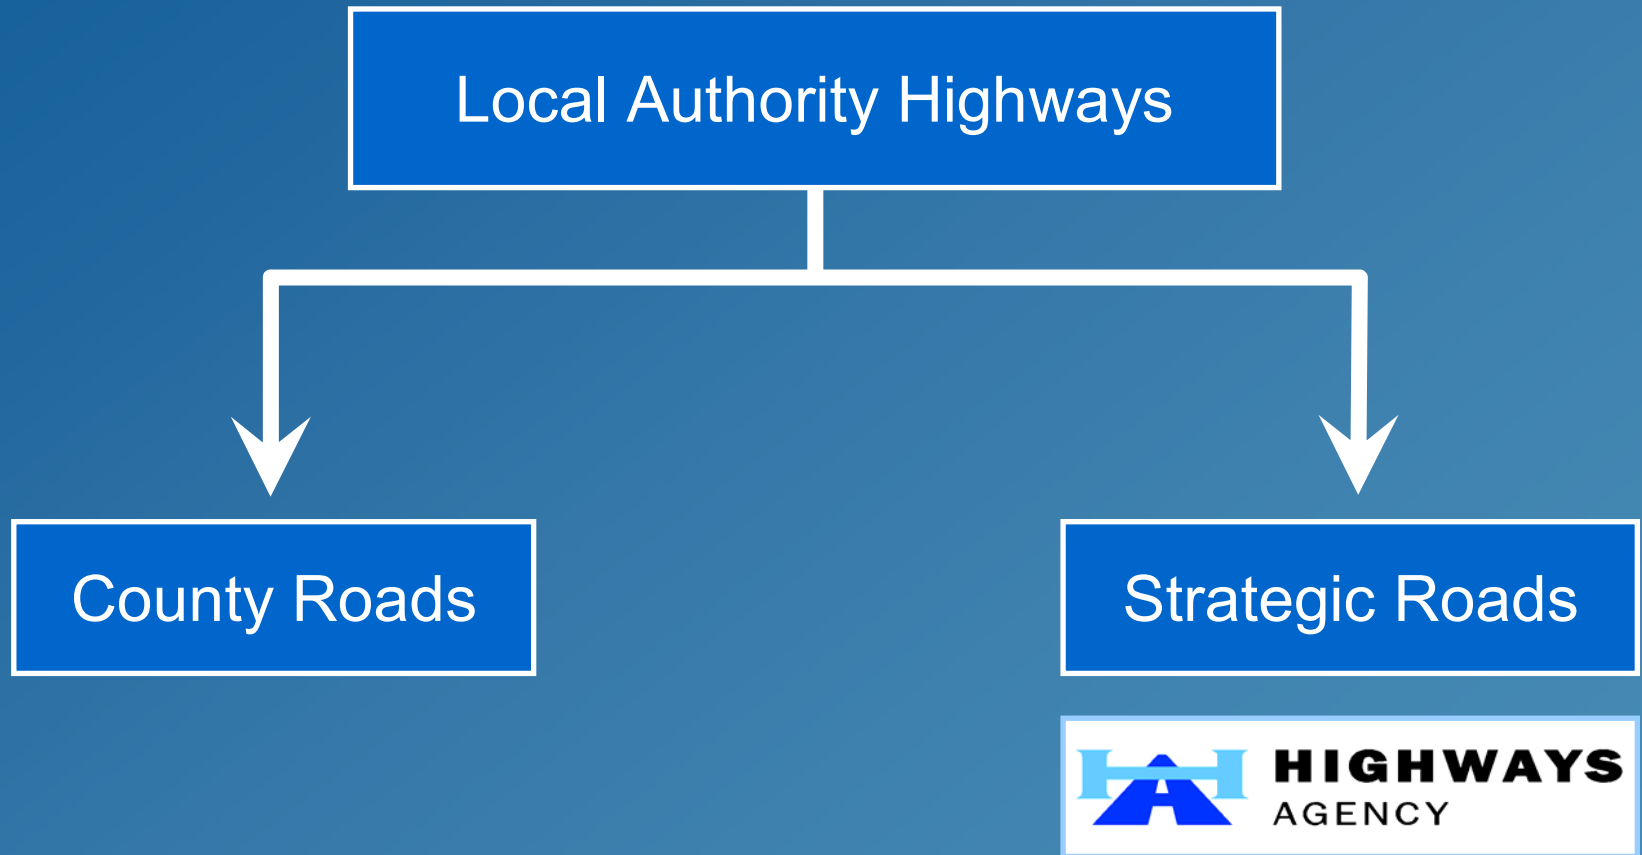 Local Authority Highways
County Roads
Strategic Roads
HIGHWAYS
AGENCY